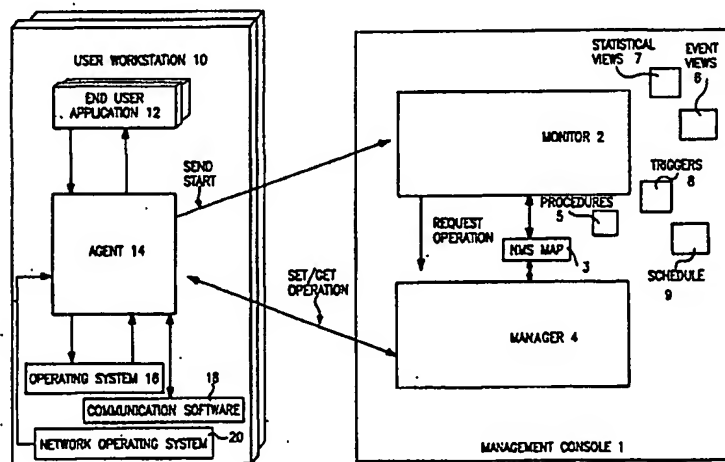 USER WORKSTATION 10
END USER
APPLICATION 12
AGENT 14
OPERATING SYSTEM 16
18
COMMUNICATION SOFTWARE
NETWORK OPERATING SYSTEM
20
SEND
START
SET/GET
OPERATION
STATISTICAL
VIEWS 7
EVENT
VIEWS
6
MONITOR 2
TRIGGERS
8
PROCEDURES
5
REQUEST
OPERATION
NMS MAP
3
SCHEDULE
9
MANAGER 4
MANAGEMENT CONSOLE 1